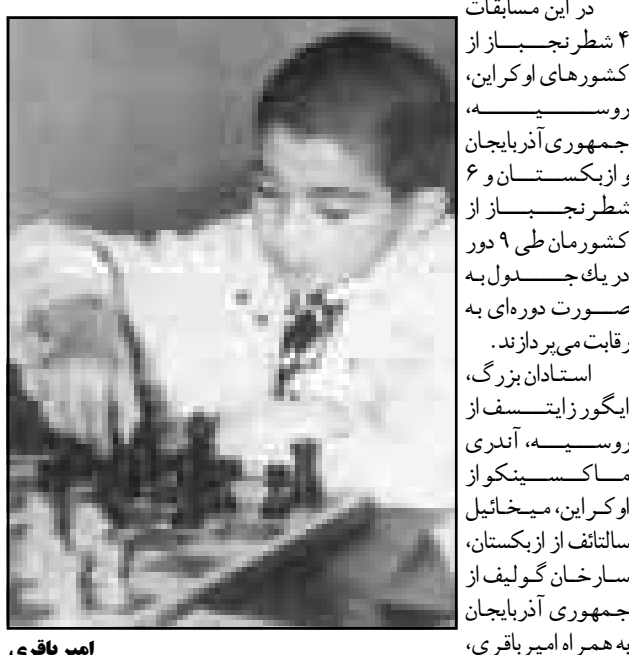 در این مسابقات
۴ شطرنجباز از
کشورهای اوکراین،
روسیه،
جمهوری آذربایجان
و ازبکستان و ۶
شطرنجباز از
کشورمان طی ۹ دور
در یك جدول به
صورت دوره‌ای به
رقابت می‌پردازند.
استادان بزرگ،
ایگور زایتسف از
روسیه، آندری
ماکسینکو از
اوکراین، میخائیل
سالتائف از ازبکستان،
سارخان گولیف از
جمهوری آذربایجان
به همراه امیر باقری،
امیر باقری